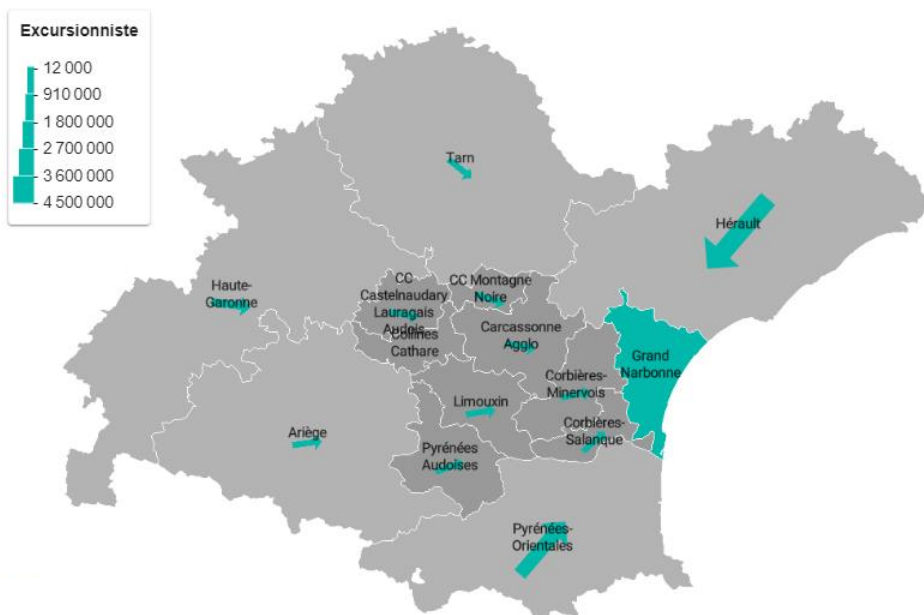 Excursionniste
12 000
910 000
1 800 000
2 700 000
3 600 000
4 500 000
Tarn
Hérault
Haute-
Garonne
CC
Castelnaudary
Lauragais
Audois
Collines
Cathare
CC Montagne
Noire
Carcassonne
Agglo
Grand
Narbonne
Corbières-
Minervois
Limouxin
Corbières-
Salanque
Ariège
Pyrénées
Audoises
Pyrénées-
Orientales